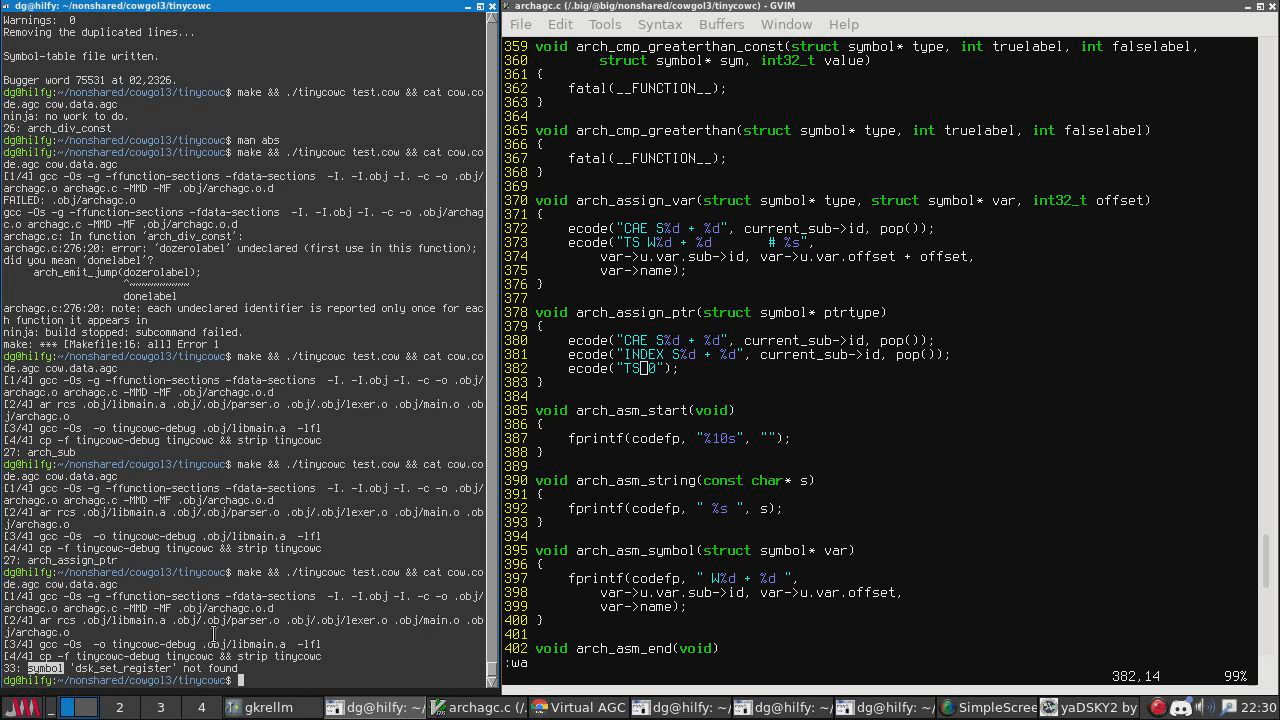 dg@hilfy: ~/nonshared/cowgol3/tinycowc
Warnings:  0
Removing the duplicated lines...
Symbol-table file written.
Bugger word 75531 at 02,2326.
dg@hilfy:~/nonshared/cowgol3/tinycowc$ make && ./tinycowc test.cow && cat cow.co
de.agc cow.data.agc
ninja: no work to do.
26: arch_div_const
dg@hilfy:~/nonshared/cowgol3/tinycowc$ man abs
dg@hilfy:~/nonshared/cowgol3/tinycowc$ make && ./tinycowc test.cow && cat cow.co
de.agc cow.data.agc
[1/4] gcc -Os -g -ffunction-sections -fdata-sections  -I. -I.obj -I. -c -o .obj/
archagc.o archagc.c -MMD -MF .obj/archagc.o.d
FAILED: .obj/archagc.o
gcc -Os -g -ffunction-sections -fdata-sections  -I. -I.obj -I. -c -o .obj/archag
c.o archagc.c -MMD -MF .obj/archagc.o.d
archagc.c: In function ‘arch_div_const’:
archagc.c:276:20: error: ‘dozerolabel’ undeclared (first use in this function);
did you mean ‘donelabel’?
    arch_emit_jump(dozerolabel);
                   ^~~~~~~~~~~
                   donelabel
archagc.c:276:20: note: each undeclared identifier is reported only once for eac
h function it appears in
ninja: build stopped: subcommand failed.
make: *** [Makefile:16: all] Error 1
dg@hilfy:~/nonshared/cowgol3/tinycowc$ make && ./tinycowc test.cow && cat cow.co
de.agc cow.data.agc
[1/4] gcc -Os -g -ffunction-sections -fdata-sections  -I. -I.obj -I. -c -o .obj/
archagc.o archagc.c -MMD -MF .obj/archagc.o.d
[2/4] ar rcs .obj/libmain.a .obj/.obj/parser.o .obj/.obj/lexer.o .obj/main.o .ob
j/archagc.o
[3/4] gcc -Os  -o tinycowc-debug .obj/libmain.a  -lfl
[4/4] cp -f tinycowc-debug tinycowc && strip tinycowc
27: arch_sub
dg@hilfy:~/nonshared/cowgol3/tinycowc$ make && ./tinycowc test.cow && cat cow.co
de.agc cow.data.agc
[1/4] gcc -Os -g -ffunction-sections -fdata-sections  -I. -I.obj -I. -c -o .obj/
archagc.o archagc.c -MMD -MF .obj/archagc.o.d
[2/4] ar rcs .obj/libmain.a .obj/.obj/parser.o .obj/.obj/lexer.o .obj/main.o .ob
j/archagc.o
[3/4] gcc -Os  -o tinycowc-debug .obj/libmain.a  -lfl
[4/4] cp -f tinycowc-debug tinycowc && strip tinycowc
27: arch_assign_ptr
dg@hilfy:~/nonshared/cowgol3/tinycowc$ make && ./tinycowc test.cow && cat cow.co
de.agc cow.data.agc
[1/4] gcc -Os -g -ffunction-sections -fdata-sections  -I. -I.obj -I. -c -o .obj/
archagc.o archagc.c -MMD -MF .obj/archagc.o.d
[2/4] ar rcs .obj/libmain.a .obj/.obj/parser.o .obj/.obj/lexer.o .obj/main.o .ob
j/archagc.o
[3/4] gcc -Os  -o tinycowc-debug .obj/libmain.a  -lfl
[4/4] cp -f tinycowc-debug tinycowc && strip tinycowc
33: symbol 'dsk_set_register' not found
dg@hilfy:~/nonshared/cowgol3/tinycowc$
archagc.c (/.big/@big/nonshared/cowgol3/tinycowc) - GVIM
File Edit Tools Syntax Buffers Window Help
359 void arch_cmp_greaterthan_const(struct symbol* type, int truelabel, int falselabel,
360         struct symbol* sym, int32_t value)
361 {
362     fatal(__FUNCTION__);
363 }
364
365 void arch_cmp_greaterthan(struct symbol* type, int truelabel, int falselabel)
366 {
367     fatal(__FUNCTION__);
368 }
369
370 void arch_assign_var(struct symbol* type, struct symbol* var, int32_t offset)
371 {
372     ecode("CAE S%d + %d", current_sub->id, pop());
373     ecode("TS W%d + %d       # %s",
374         var->u.var.sub->id, var->u.var.offset + offset,
375         var->name);
376 }
377
378 void arch_assign_ptr(struct symbol* ptrtype)
379 {
380     ecode("CAE S%d + %d", current_sub->id, pop());
381     ecode("INDEX S%d + %d", current_sub->id, pop());
382     ecode("TS 0");
383 }
384
385 void arch_asm_start(void)
386 {
387     fprintf(codefp, "%10s", "");
388 }
389
390 void arch_asm_string(const char* s)
391 {
392     fprintf(codefp, " %s ", s);
393 }
394
395 void arch_asm_symbol(struct symbol* var)
396 {
397     fprintf(codefp, " W%d + %d ",
398         var->u.var.sub->id, var->u.var.offset,
399         var->name);
400 }
401
402 void arch_asm_end(void)
:wa
382,14 99%
2 3 4 gkrellm dg@hilfy: ~/ archagc.c (/. Virtual AGC dg@hilfy: ~/ dg@hilfy: ~/ dg@hilfy: ~/ SimpleScree yaDSKY2 by 22:30